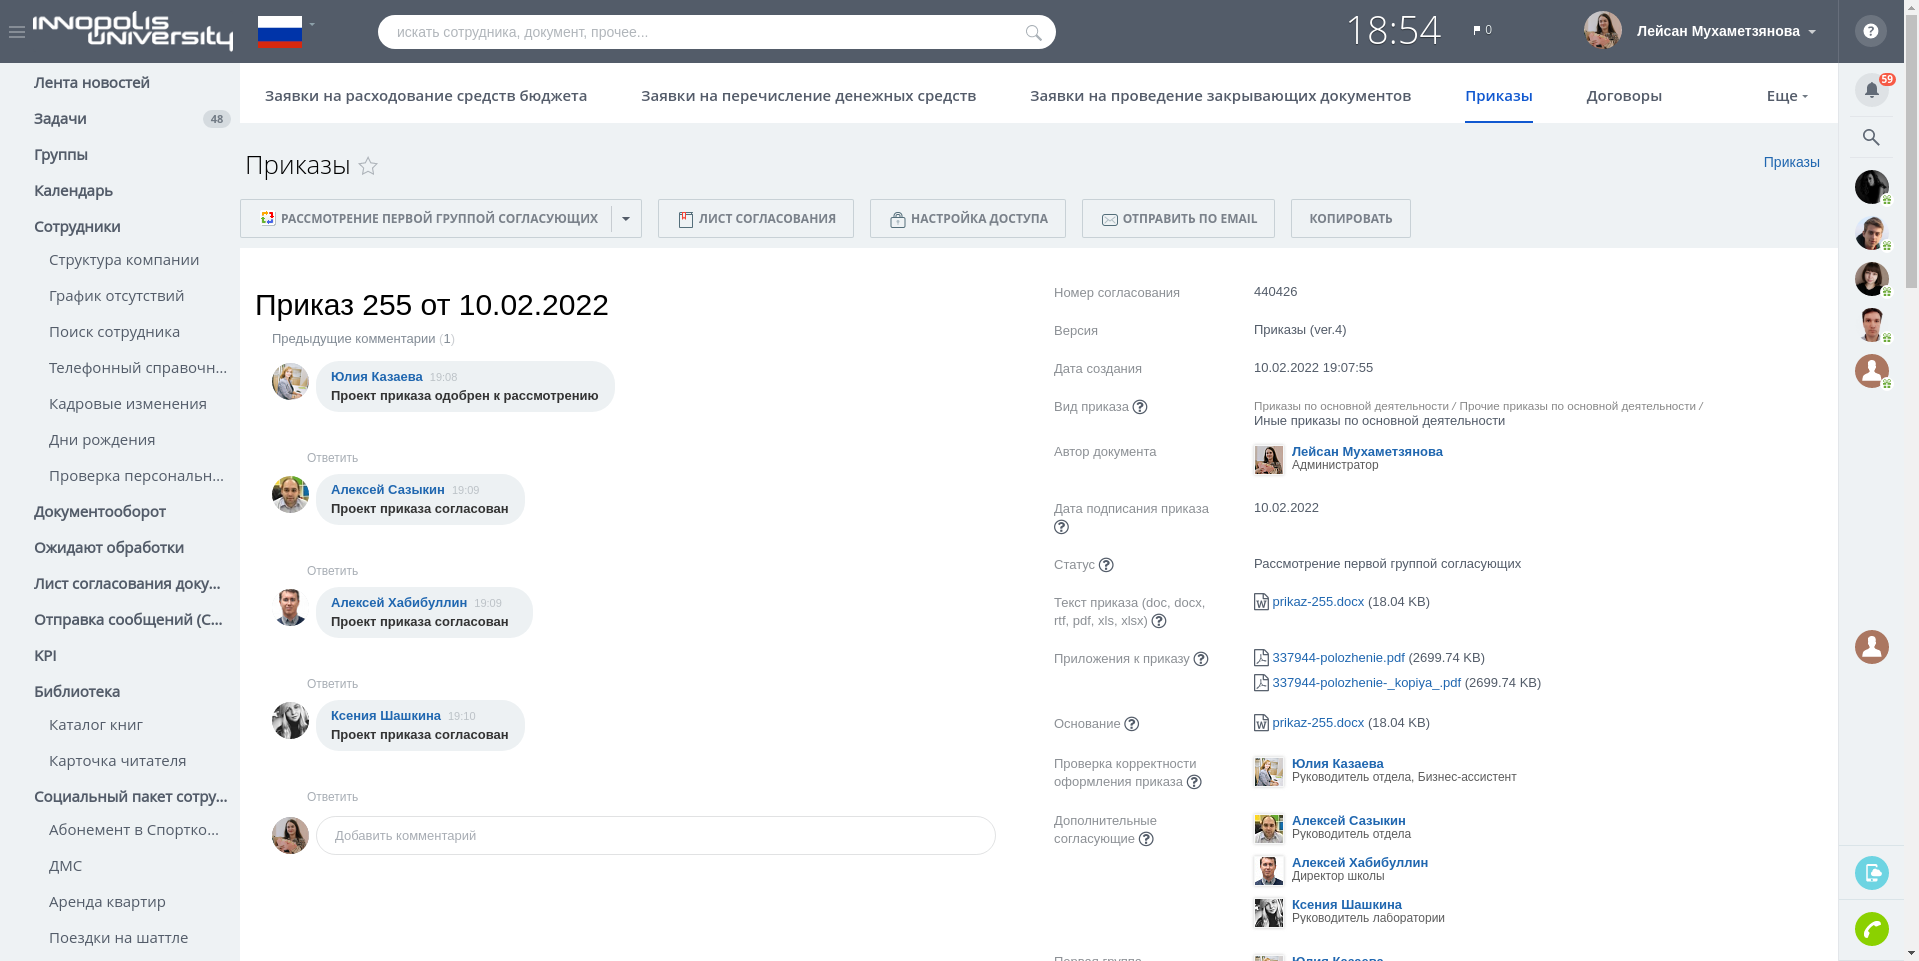 INNOPOLIS UNIVERSITY
искать сотрудника, документ, прочее...
18:54
0
Лейсан Мухаметзянова
?
Лента новостей
Задачи 48
Группы
Календарь
Сотрудники
Структура компании
График отсутствий
Поиск сотрудника
Телефонный справочн...
Кадровые изменения
Дни рождения
Проверка персональн...
Документооборот
Ожидают обработки
Лист согласования доку...
Отправка сообщений (С...
KPI
Библиотека
Каталог книг
Карточка читателя
Социальный пакет сотру...
Абонемент в Спортко...
ДМС
Аренда квартир
Поездки на шаттле
Заявки на расходование средств бюджета
Заявки на перечисление денежных средств
Заявки на проведение закрывающих документов
Приказы
Договоры
Еще
59
Приказы
Приказы
РАССМОТРЕНИЕ ПЕРВОЙ ГРУППОЙ СОГЛАСУЮЩИХ
ЛИСТ СОГЛАСОВАНИЯ
НАСТРОЙКА ДОСТУПА
ОТПРАВИТЬ ПО EMAIL
КОПИРОВАТЬ
Приказ 255 от 10.02.2022
Предыдущие комментарии (1)
Юлия Казаева 19:08
Проект приказа одобрен к рассмотрению
Ответить
Алексей Сазыкин 19:09
Проект приказа согласован
Ответить
Алексей Хабибуллин 19:09
Проект приказа согласован
Ответить
Ксения Шашкина 19:10
Проект приказа согласован
Ответить
Добавить комментарий
Номер согласования 440426
Версия Приказы (ver.4)
Дата создания 10.02.2022 19:07:55
Вид приказа ? Приказы по основной деятельности / Прочие приказы по основной деятельности /
Иные приказы по основной деятельности
Автор документа Лейсан Мухаметзянова
Администратор
Дата подписания приказа 10.02.2022
?
Статус ? Рассмотрение первой группой согласующих
Текст приказа (doc, docx, prikaz-255.docx (18.04 KB)
rtf, pdf, xls, xlsx) ?
Приложения к приказу ? 337944-polozhenie.pdf (2699.74 KB)
337944-polozhenie-_kopiya_.pdf (2699.74 KB)
Основание ? prikaz-255.docx (18.04 KB)
Проверка корректности Юлия Казаева
оформления приказа ? Руководитель отдела, Бизнес-ассистент
Дополнительные Алексей Сазыкин
согласующие ? Руководитель отдела
Алексей Хабибуллин
Директор школы
Ксения Шашкина
Руководитель лаборатории
Первая группа Юлия Казаева